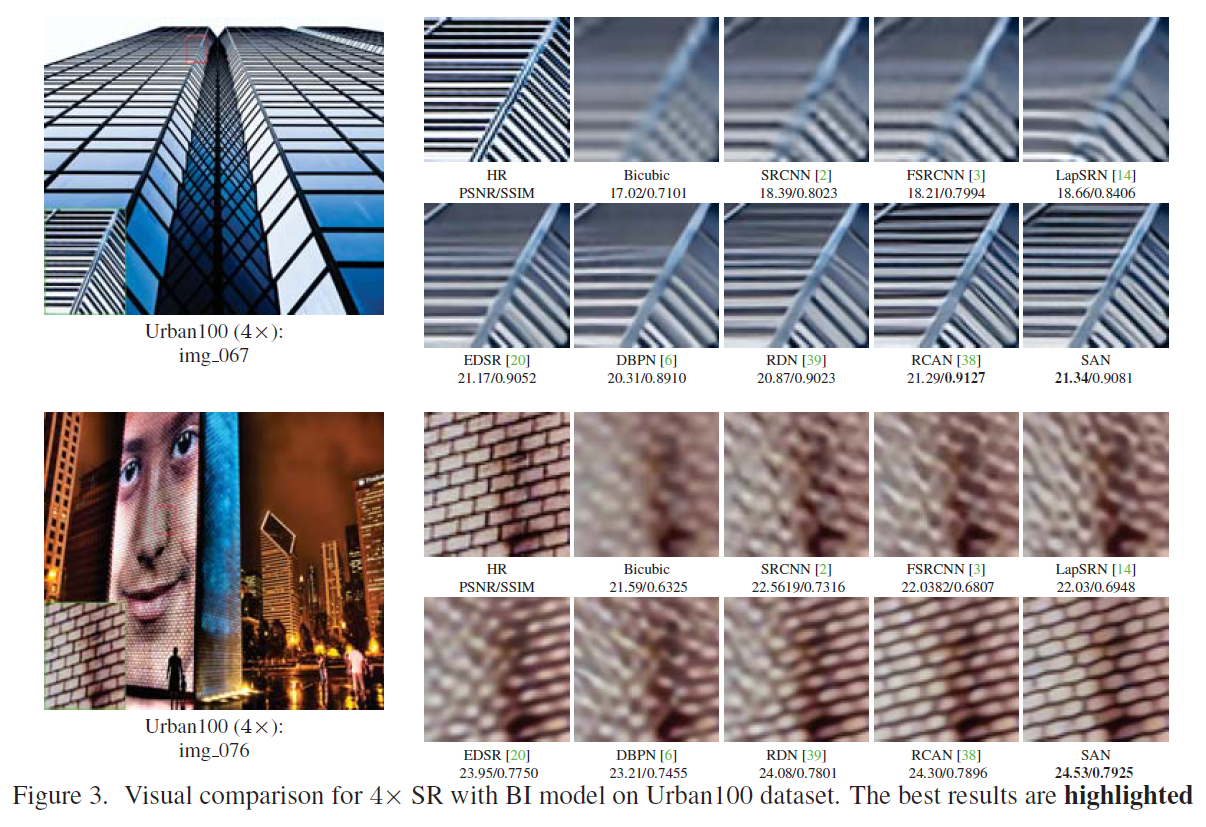 HR
PSNR/SSIM
Bicubic
17.02/0.7101
SRCNN [2]
18.39/0.8023
FSRCNN [3]
18.21/0.7994
LapSRN [14]
18.66/0.8406
Urban100 (4×):
img_067
EDSR [20]
21.17/0.9052
DBPN [6]
20.31/0.8910
RDN [39]
20.87/0.9023
RCAN [38]
21.29/0.9127
SAN
21.34/0.9081
HR
PSNR/SSIM
Bicubic
21.59/0.6325
SRCNN [2]
22.5619/0.7316
FSRCNN [3]
22.0382/0.6807
LapSRN [14]
22.03/0.6948
Urban100 (4×):
img_076
EDSR [20]
23.95/0.7750
DBPN [6]
23.21/0.7455
RDN [39]
24.08/0.7801
RCAN [38]
24.30/0.7896
SAN
24.53/0.7925
Figure 3. Visual comparison for 4× SR with BI model on Urban100 dataset. The best results are highlighted